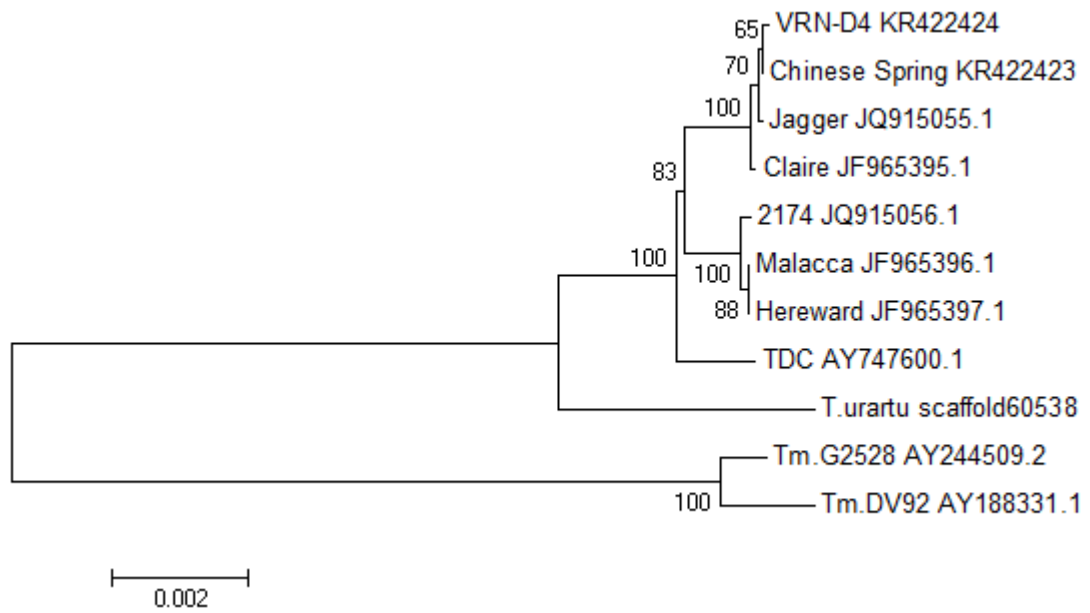 65
VRN-D4 KR422424
70
Chinese Spring KR422423
100
Jagger JQ915055.1
Claire JF965395.1
83
2174 JQ915056.1
100
Malacca JF965396.1
100
88
Hereward JF965397.1
TDC AY747600.1
T.urartu scaffold60538
Tm.G2528 AY244509.2
100
Tm.DV92 AY188331.1
0.002